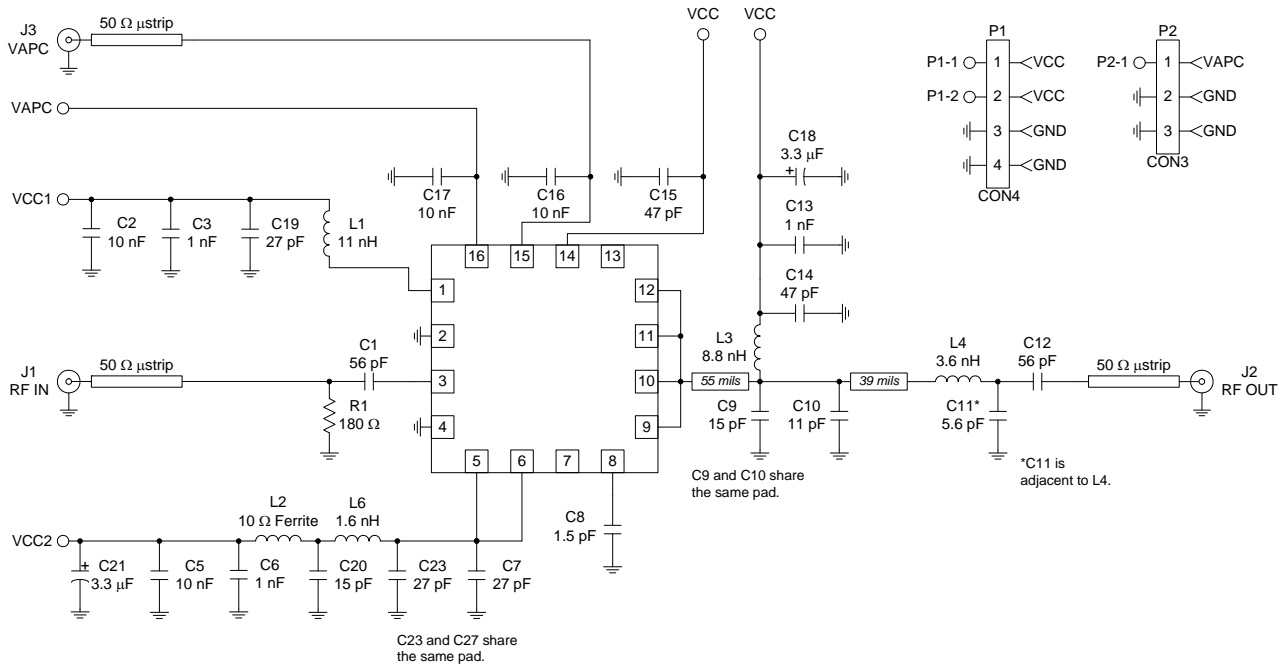 J3
VAPC
50 Ω µstrip
VAPC
VCC1
C2
10 nF
C3
1 nF
C19
27 pF
L1
11 nH
C17
10 nF
C16
10 nF
C15
47 pF
VCC
VCC
C18
3.3 µF
+
C13
1 nF
C14
47 pF
P1
P1-1
1
VCC
P1-2
2
VCC
3
GND
4
GND
CON4
P2
P2-1
1
VAPC
2
GND
3
GND
CON3
16
15
14
13
1
2
3
4
12
11
10
9
5
6
7
8
J1
RF IN
50 Ω µstrip
C1
56 pF
R1
180 Ω
L3
8.8 nH
55 mils
C9
15 pF
C10
11 pF
39 mils
L4
3.6 nH
C11*
5.6 pF
C12
56 pF
50 Ω µstrip
J2
RF OUT
C9 and C10 share
the same pad.
*C11 is
adjacent to L4.
C8
1.5 pF
VCC2
+
C21
3.3 µF
C5
10 nF
C6
1 nF
L2
10 Ω Ferrite
L6
1.6 nH
C20
15 pF
C23
27 pF
C7
27 pF
C23 and C27 share
the same pad.